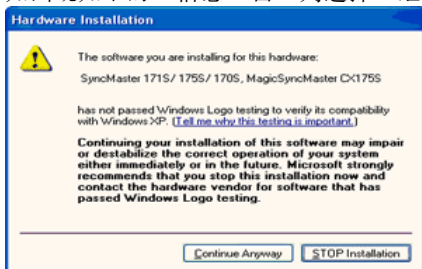 Hardware Installation
The software you are installing for this hardware:
SyncMaster 171S/ 175S/ 170S, MagicSyncMaster CX175S
has not passed Windows Logo testing to verify its compatibility
with Windows XP. (Tell me why this testing is important.)
Continuing your installation of this software may impair
or destabilize the correct operation of your system
either immediately or in the future. Microsoft strongly
recommends that you stop this installation now and
contact the hardware vendor for software that has
passed Windows Logo testing.
Continue Anyway STOP Installation